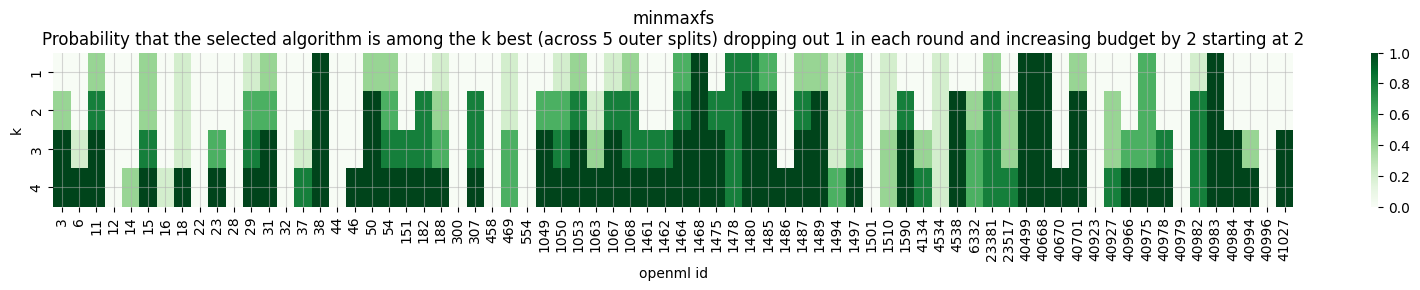 minmaxfs
Probability that the selected algorithm is among the k best (across 5 outer splits) dropping out 1 in each round and increasing budget by 2 starting at 2
k
1
2
3
4
3 6 11 12 14 15 16 18 22 23 28 29 31 32 37 38 44 46 50 54 151 182 188 300 307 458 469 554 1049 1050 1053 1063 1067 1068 1461 1462 1464 1468 1475 1478 1480 1485 1486 1487 1489 1494 1497 1501 1510 1590 4134 4534 4538 6332 23381 23517 40499 40668 40670 40701 40923 40927 40966 40975 40978 40979 40982 40983 40984 40994 40996 41027
openml id
1.0
0.8
0.6
0.4
0.2
0.0